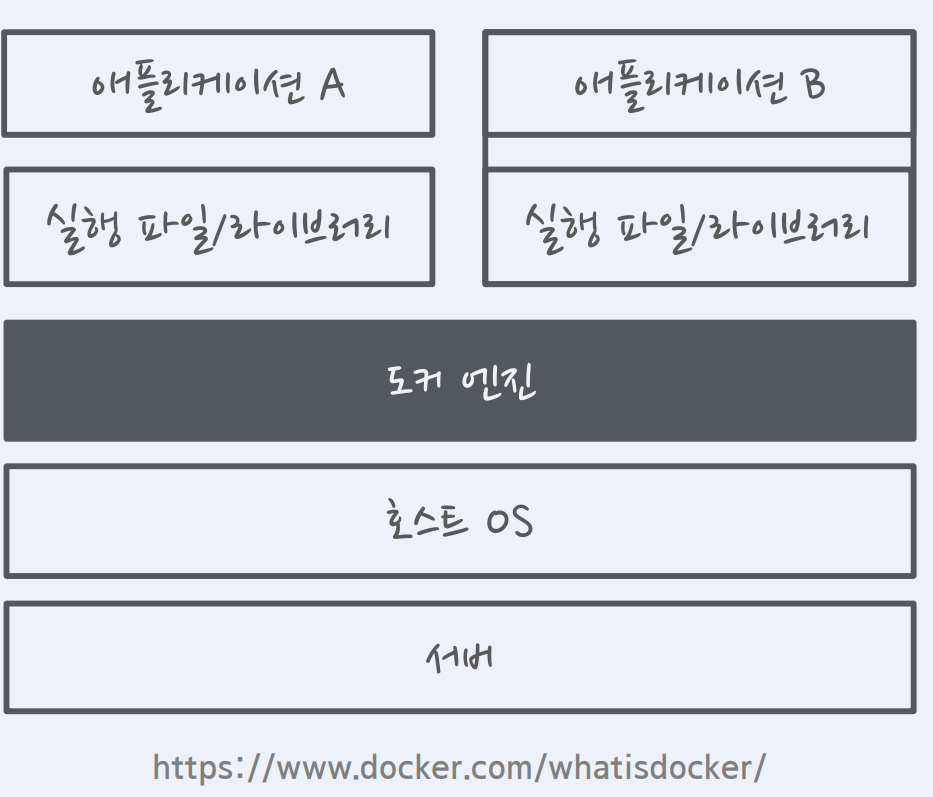 애플리케이션 A
애플리케이션 B
실행 파일/라이브러리
실행 파일/라이브러리
도커 엔진
호스트 OS
서버
https://www.docker.com/whatisdocker/